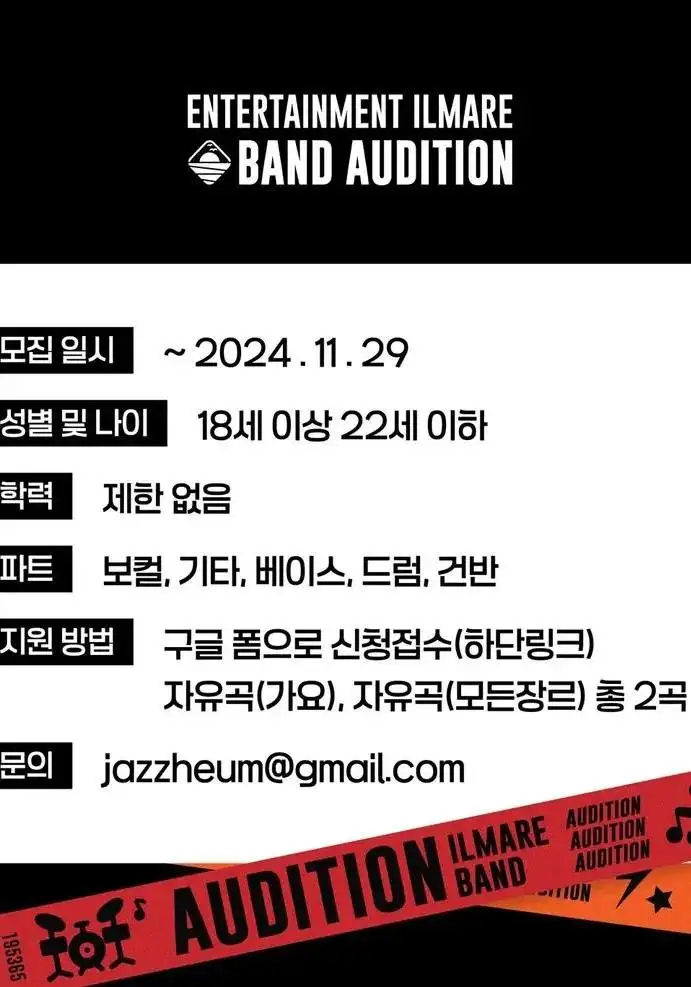 ENTERTAINMENT ILMARE
BAND AUDITION
모집 일시 ~ 2024 . 11 . 29
성별 및 나이 18세 이상 22세 이하
학력 제한 없음
파트 보컬, 기타, 베이스, 드럼, 건반
지원 방법 구글 폼으로 신청접수(하단링크)
자유곡(가요), 자유곡(모든장르) 총 2곡
문의 jazzheum@gmail.com
AUDITION
ILMARE
BAND
AUDITION
AUDITION
AUDITION
195365